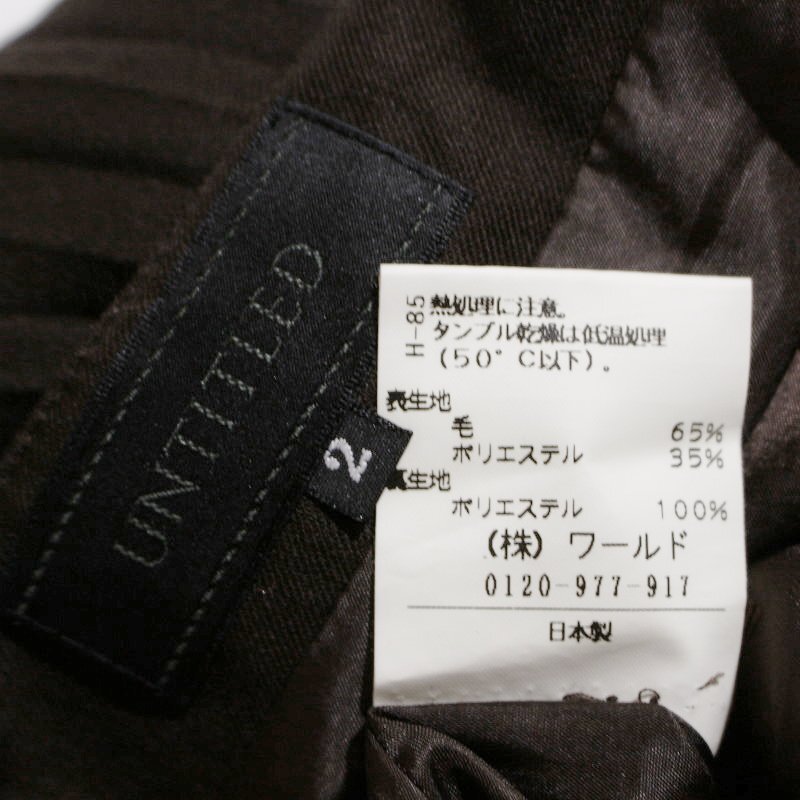 UNTITLED
2
H-85
熱処理に注意。
タンブル乾燥は低温処理
(50°C以下)。
表生地
毛 65%
ポリエステル 35%
裏生地
ポリエステル 100%
(株) ワールド
0120-977-917
日本製